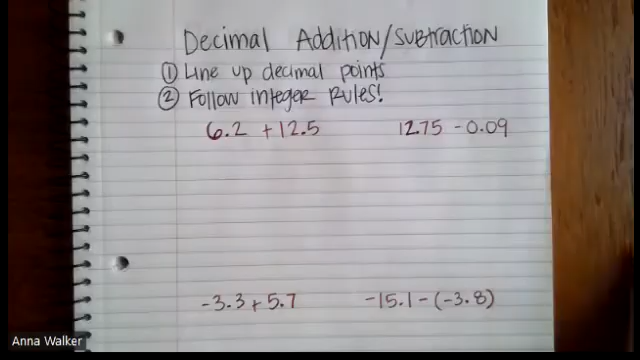 Decimal Addition/Subtraction
① Line up decimal points
② Follow integer rules!
6.2 + 12.5 12.75 - 0.09
-3.3 + 5.7 -15.1 - (-3.8)
Anna Walker